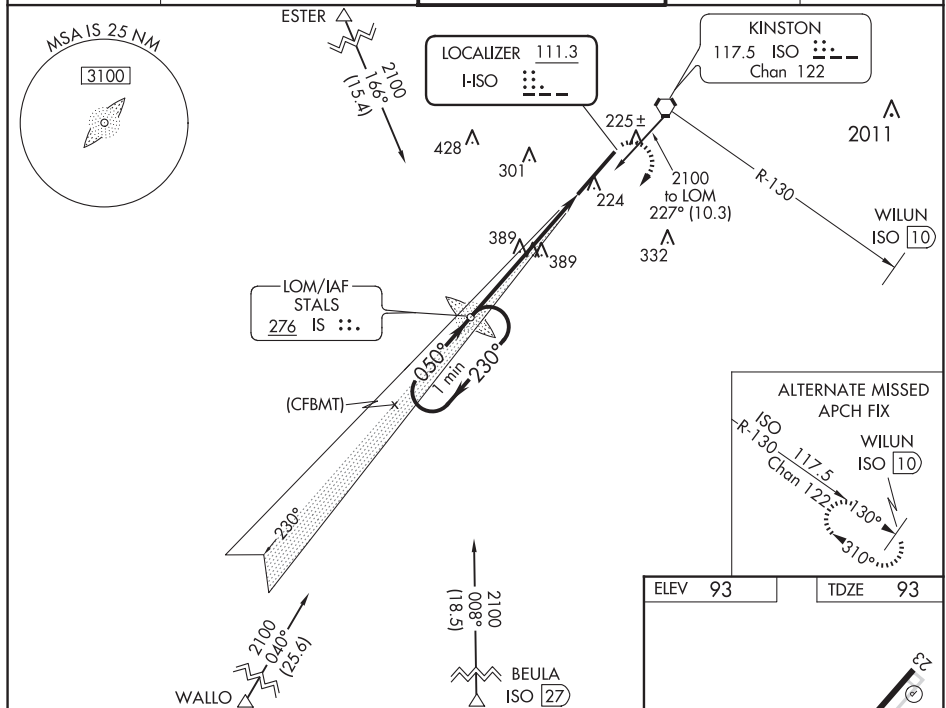 MSA IS 25 NM
3100
ESTER
2100
166°
(15.4)
LOCALIZER 111.3
I-ISO
KINSTON
117.5 ISO
Chan 122
2011
428
301
225±
224
2100
to LOM
227° (10.3)
R-130
332
WILUN
ISO 10
389
389
LOM/IAF
STALS
276 IS
050°
1 min
230°
(CFBMT)
230°
ALTERNATE MISSED
APCH FIX
ISO
R-130
117.5
Chan 122
WILUN
ISO 10
130°
310°
2100
040°
(25.6)
WALLO
2100
008°
(18.5)
BEULA
ISO 27
ELEV 93
TDZE 93
23
P